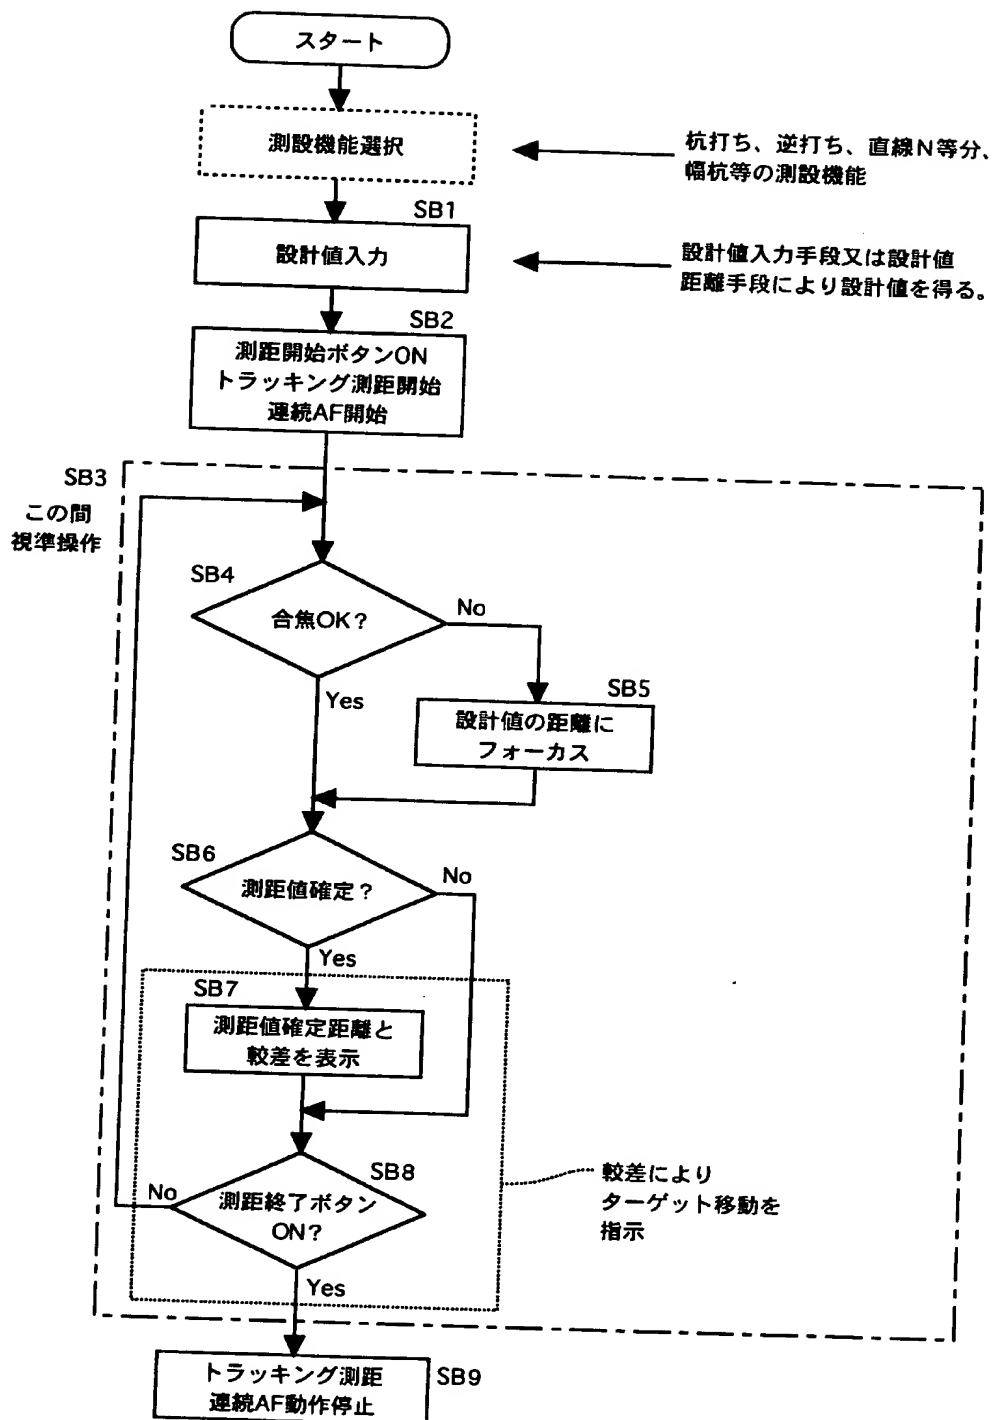 スタート
測設機能選択
杭打ち、逆打ち、直線N等分、
幅杭等の測設機能
SB1
設計値入力
設計値入力手段又は設計値
距離手段により設計値を得る。
SB2
測距開始ボタンON
トラッキング測距開始
連続AF開始
SB3
この間
視準操作
SB4
合焦OK?
No
Yes
SB5
設計値の距離に
フォーカス
SB6
測距値確定?
No
Yes
SB7
測距値確定距離と
較差を表示
SB8
No
測距終了ボタン
ON?
Yes
較差により
ターゲット移動を
指示
トラッキング測距
連続AF動作停止
SB9